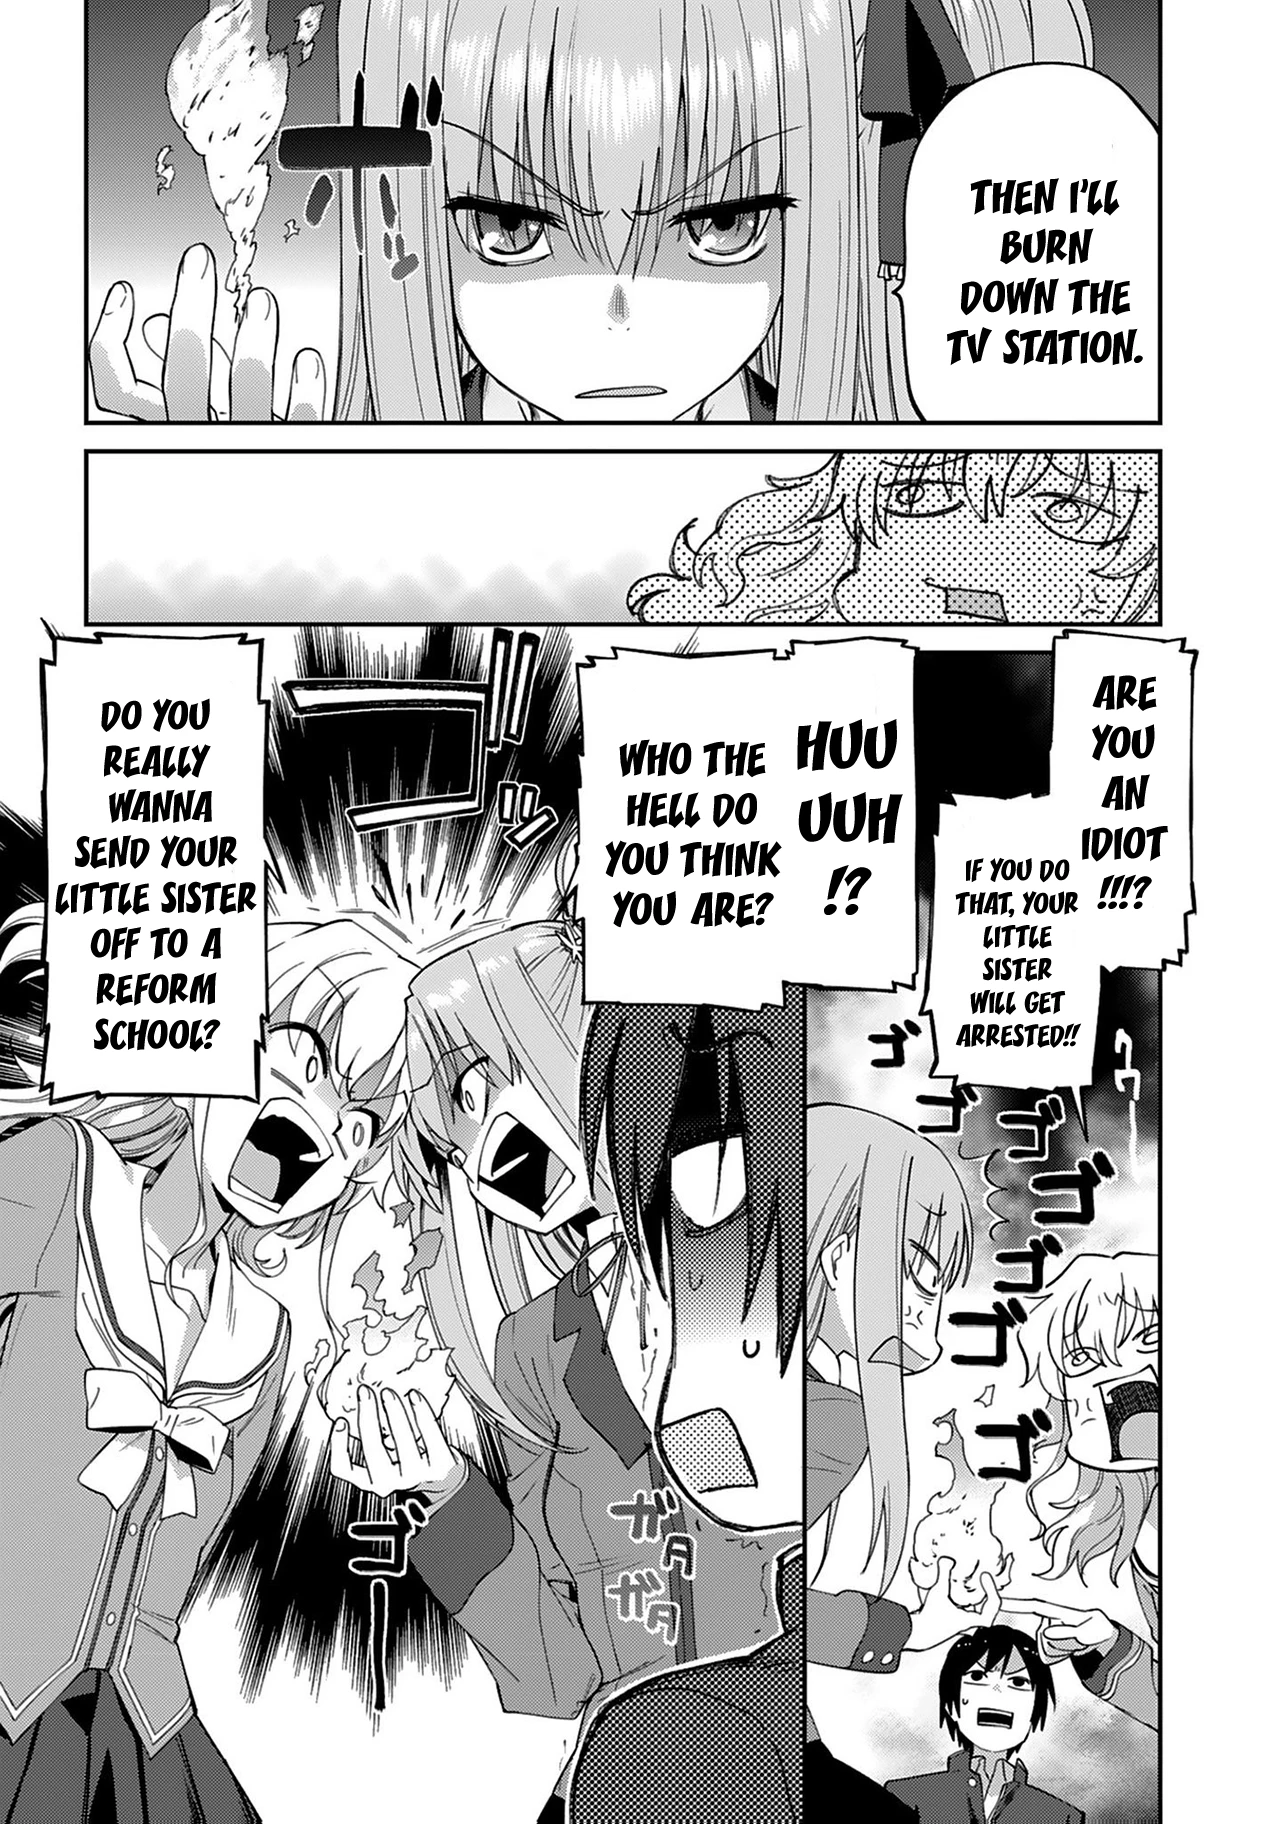 THEN I'LL
BURN
DOWN THE
TV STATION.
ARE
YOU
AN
IDIOT
!!!?
IF YOU DO
THAT, YOUR
LITTLE
SISTER
WILL GET
ARRESTED!!
HUU
UUH
!?
WHO THE
HELL DO
YOU THINK
YOU ARE?
DO YOU
REALLY
WANNA
SEND YOUR
LITTLE SISTER
OFF TO A
REFORM
SCHOOL?
ゴゴ
ゴゴゴゴ
ガタ
ガタ
ゴー